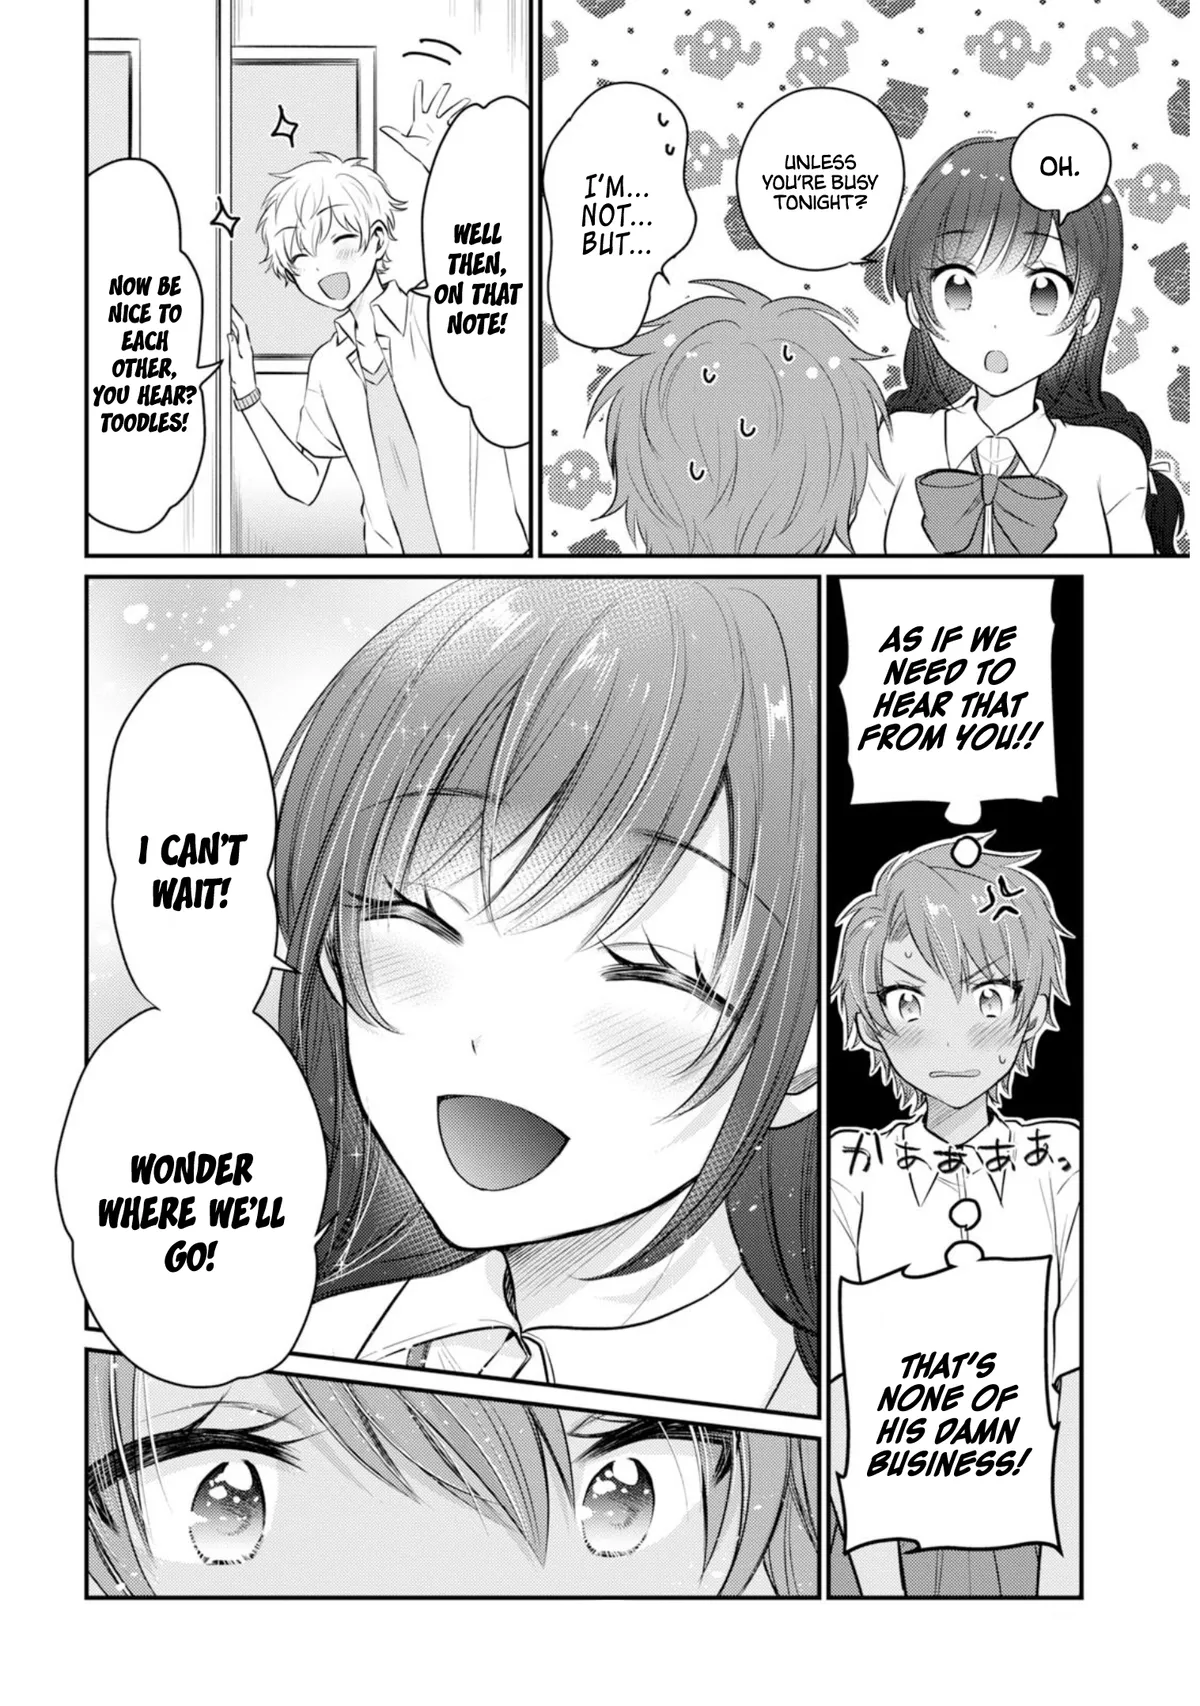 OH.
UNLESS
YOU'RE BUSY
TONIGHT?
I'M...
NOT...
BUT...
WELL
THEN,
ON THAT
NOTE!
NOW BE
NICE TO
EACH
OTHER,
YOU HEAR?
TOODLES!
AS IF WE
NEED TO
HEAR THAT
FROM YOU!!
かぁぁぁぁっ
THAT'S
NONE OF
HIS DAMN
BUSINESS!
I CAN'T
WAIT!
WONDER
WHERE WE'LL
GO!